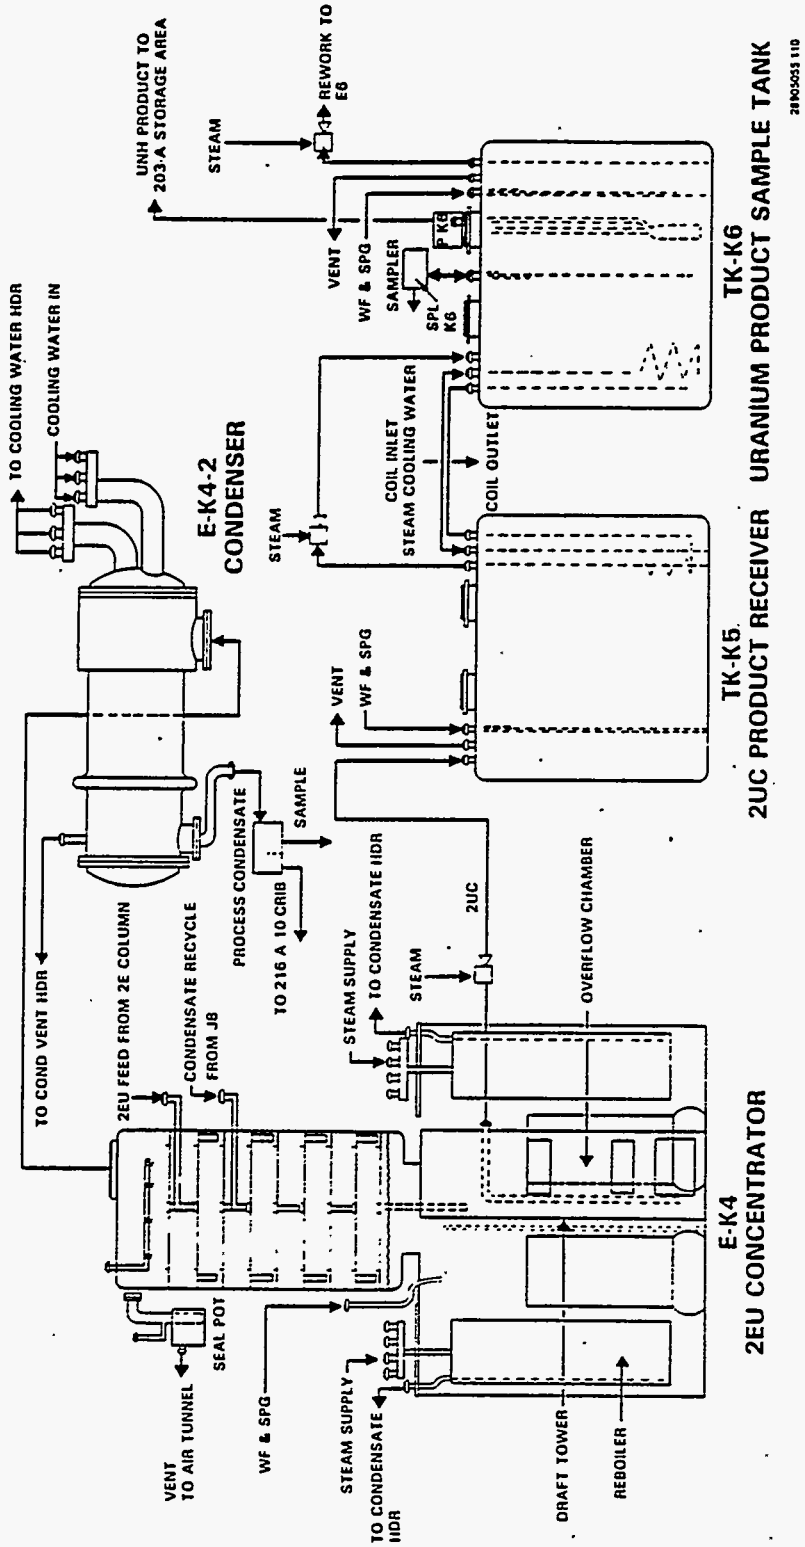 VENT
TO AIR TUNNEL
SEAL POT
WF & SPG
STEAM SUPPLY
TO CONDENSATE
HDR
DRAFT TOWER
REBOILER
TO COND VENT HDR
2EU FEED FROM 2E COLUMN
CONDENSATE RECYCLE
FROM J8
STEAM SUPPLY
TO CONDENSATE HDR
STEAM
2UC
OVERFLOW CHAMBER
E-K4
2EU CONCENTRATOR
TO COOLING WATER HDR
COOLING WATER IN
E-K4-2
CONDENSER
PROCESS CONDENSATE
SAMPLE
TO 216 A 10 CRIB
VENT
WF & SPG
STEAM
COIL INLET
STEAM COOLING WATER
COIL OUTLET
TK-K5
2UC PRODUCT RECEIVER
UNH PRODUCT TO
203-A STORAGE AREA
STEAM
REWORK TO
E6
VENT
WF & SPG
SAMPLER
SPL
K6
P K6
TK-K6
URANIUM PRODUCT SAMPLE TANK
28905055 110